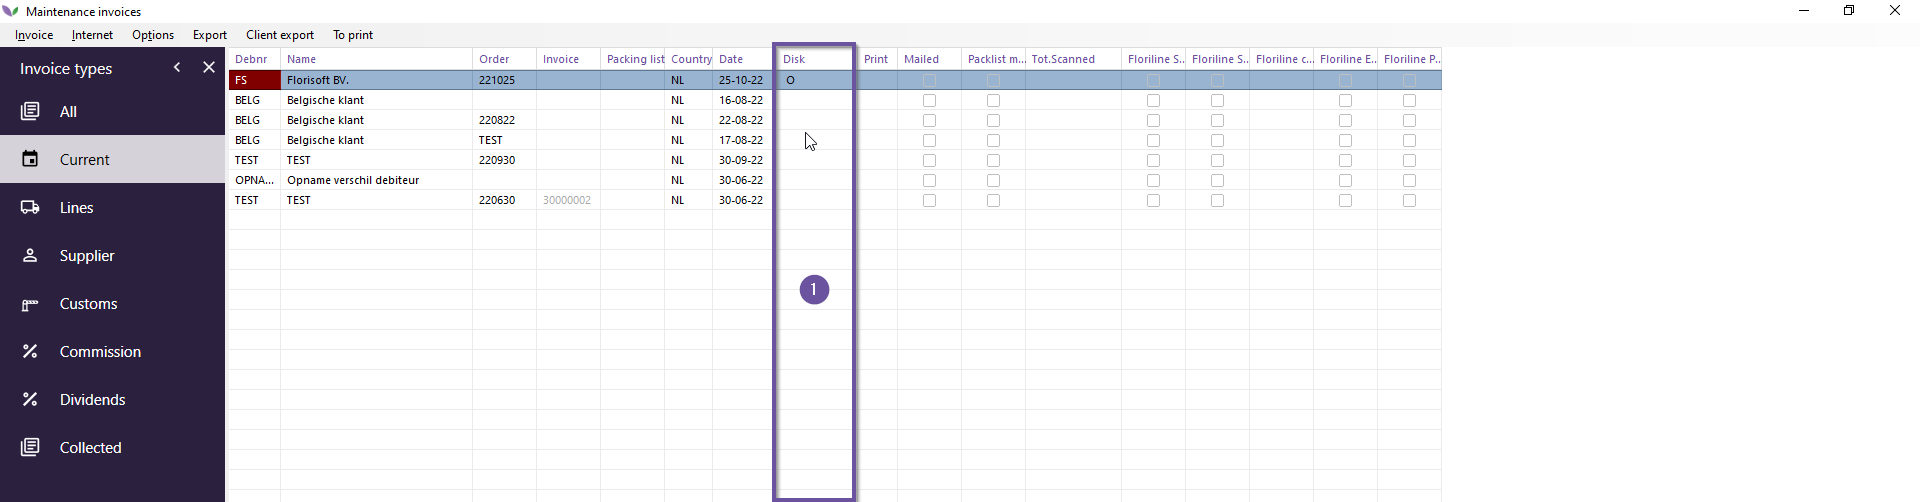 Maintenance invoices
Invoice Internet Options Export Client export To print
Invoice types
All
Current
Lines
Supplier
Customs
Commission
Dividends
Collected
Debnr Name Order Invoice Packing list Country Date Disk Print Mailed Packlist m... Tot.Scanned Floriline S... Floriline S... Floriline c... Floriline E... Floriline P...
FS Florisoft BV. 221025 NL 25-10-22 O
BELG Belgische klant NL 16-08-22
BELG Belgische klant 220822 NL 22-08-22
BELG Belgische klant TEST NL 17-08-22
TEST TEST 220930 NL 30-09-22
OPNA... Opname verschil debiteur NL 30-06-22
TEST TEST 220630 30000002 NL 30-06-22
1